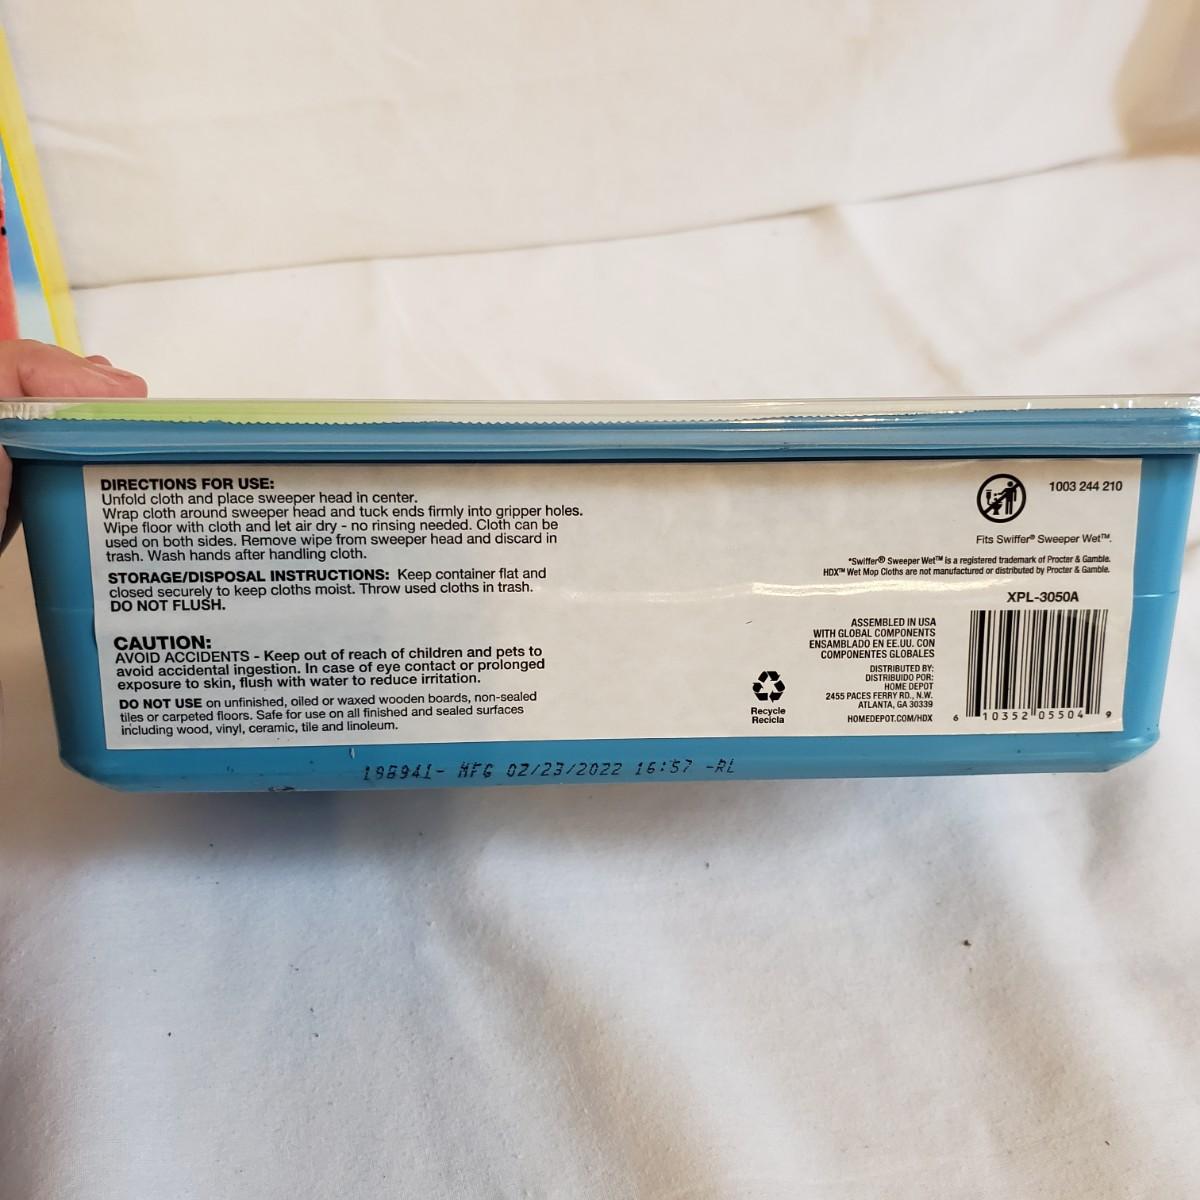 DIRECTIONS FOR USE:
Unfold cloth and place sweeper head in center.
Wrap cloth around sweeper head and tuck ends firmly into gripper holes.
Wipe floor with cloth and let air dry - no rinsing needed. Cloth can be
used on both sides. Remove wipe from sweeper head and discard in
trash. Wash hands after handling cloth.
STORAGE/DISPOSAL INSTRUCTIONS: Keep container flat and
closed securely to keep cloths moist. Throw used cloths in trash.
DO NOT FLUSH.
CAUTION:
AVOID ACCIDENTS - Keep out of reach of children and pets to
avoid accidental ingestion. In case of eye contact or prolonged
exposure to skin, flush with water to reduce irritation.
DO NOT USE on unfinished, oiled or waxed wooden boards, non-sealed
tiles or carpeted floors. Safe for use on all finished and sealed surfaces
including wood, vinyl, ceramic, tile and linoleum.
1003 244 210
Fits Swiffer® Sweeper Wet™.
*Swiffer® Sweeper Wet™ is a registered trademark of Procter & Gamble.
HDX™ Wet Mop Cloths are not manufactured or distributed by Procter & Gamble.
XPL-3050A
ASSEMBLED IN USA
WITH GLOBAL COMPONENTS
ENSAMBLADO EN EE.UU. CON
COMPONENTES GLOBALES
DISTRIBUTED BY:
DISTRIBUIDO POR:
HOME DEPOT
2455 PACES FERRY RD., N.W.
ATLANTA, GA 30339
HOMEDEPOT.COM/HDX
Recycle
Recicla
6 10352 05504 9
198941- MFG 02/23/2022 16:57 -RL